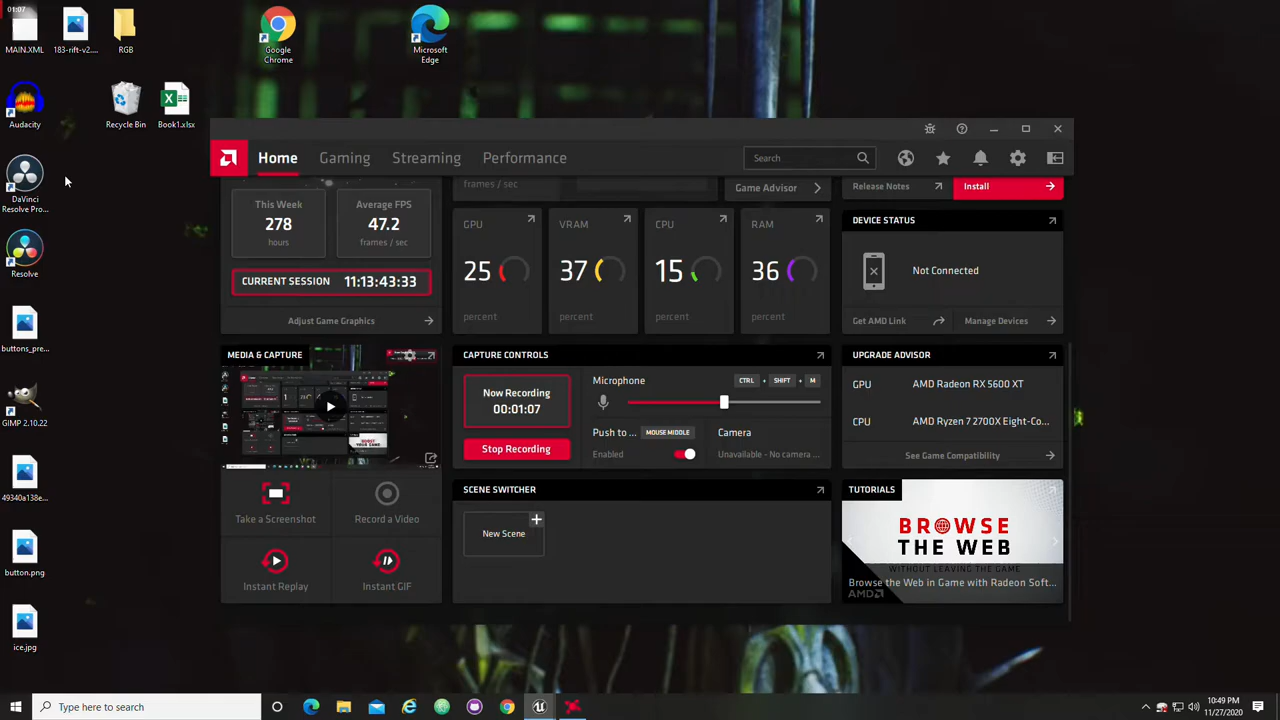 01:07
MAIN.XML
183-rift-v2....
RGB
Google
Chrome
Microsoft
Edge
Audacity
Recycle Bin
Book1.xlsx
DaVinci
Resolve Pro...
Resolve
buttons_pre...
GIMP 2.10.22
49340a138e...
button.png
ice.jpg
Home
Gaming
Streaming
Performance
Search
This Week
278
hours
Average FPS
47.2
frames / sec
CURRENT SESSION
11:13:43:33
Adjust Game Graphics
frames / sec
Game Advisor
Release Notes
Install
GPU
25
percent
VRAM
37
percent
CPU
15
percent
RAM
36
percent
DEVICE STATUS
Not Connected
Get AMD Link
Manage Devices
MEDIA & CAPTURE
Take a Screenshot
Record a Video
Instant Replay
Instant GIF
CAPTURE CONTROLS
Now Recording
00:01:07
Stop Recording
Microphone
CTRL + SHIFT + M
Push to ...
MOUSE MIDDLE
Enabled
Camera
Unavailable - No camera ...
SCENE SWITCHER
New Scene
UPGRADE ADVISOR
GPU
AMD Radeon RX 5600 XT
CPU
AMD Ryzen 7 2700X Eight-Co...
See Game Compatibility
TUTORIALS
BROWSE
THE WEB
WITHOUT LEAVING THE GAME
Browse the Web in Game with Radeon Soft...
AMD
Type here to search
10:49 PM
11/27/2020